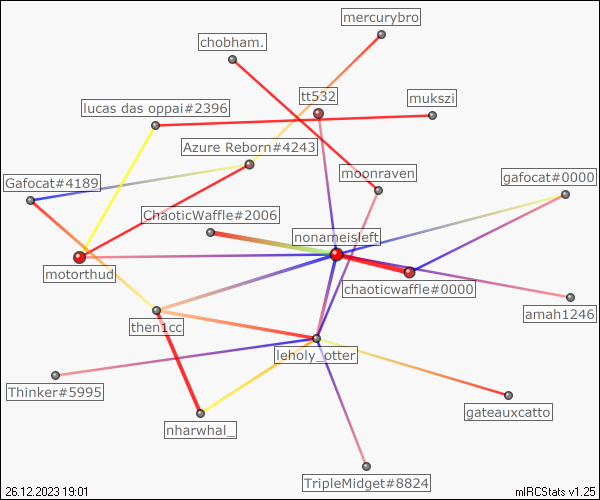 mercurybro
chobham.
tt532
mukszi
lucas das oppai#2396
Azure Reborn#4243
moonraven
gafocat#0000
Gafocat#4189
ChaoticWaffle#2006
nonameisleft
motorthud
chaoticwaffle#0000
amah1246
then1cc
leholy_otter
Thinker#5995
gateauxcatto
nharwhal_
TripleMidget#8824
26.12.2023 19:01
mIRCStats v1.25